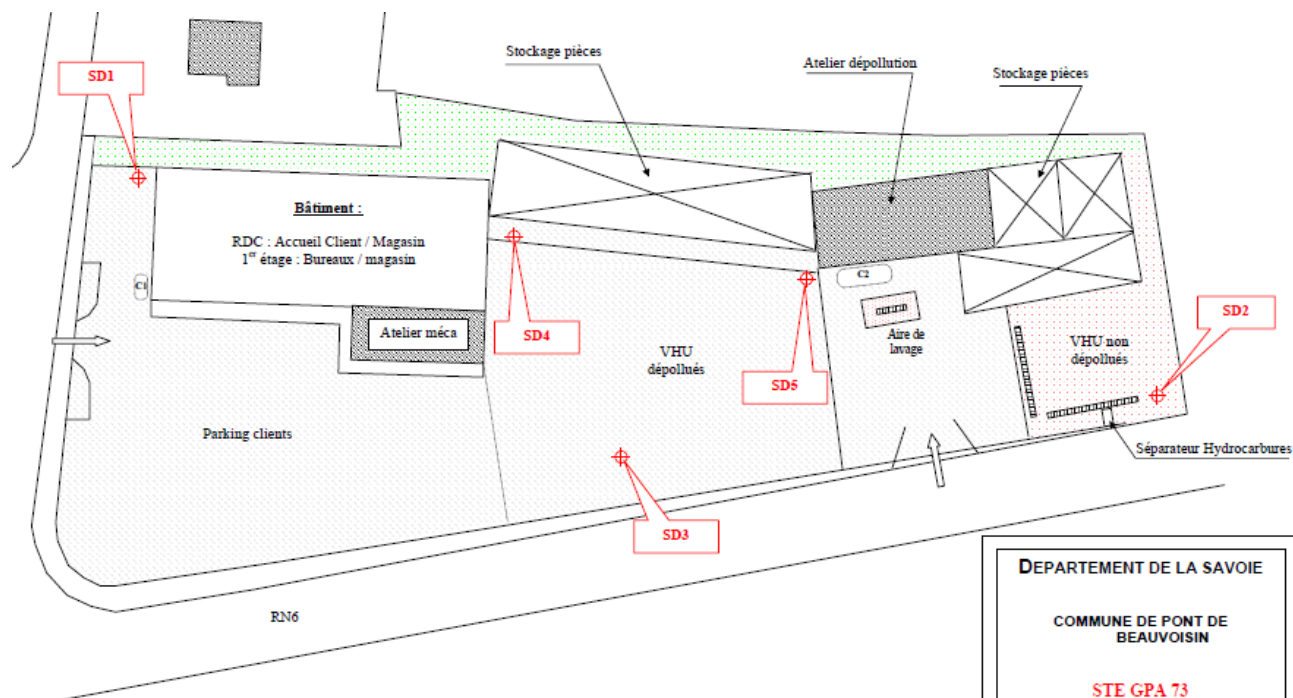 Stockage pièces
Atelier dépollution
Stockage pièces
SD1
Bâtiment :
RDC : Accueil Client / Magasin
1er étage : Bureaux / magasin
C1
C2
Atelier méca
SD4
SD2
Aire de
lavage
VHU non
dépollués
VHU
dépollués
SD5
Parking clients
Séparateur Hydrocarbures
SD3
RN6
DEPARTEMENT DE LA SAVOIE
COMMUNE DE PONT DE
BEAUVOISIN
STE GPA 73